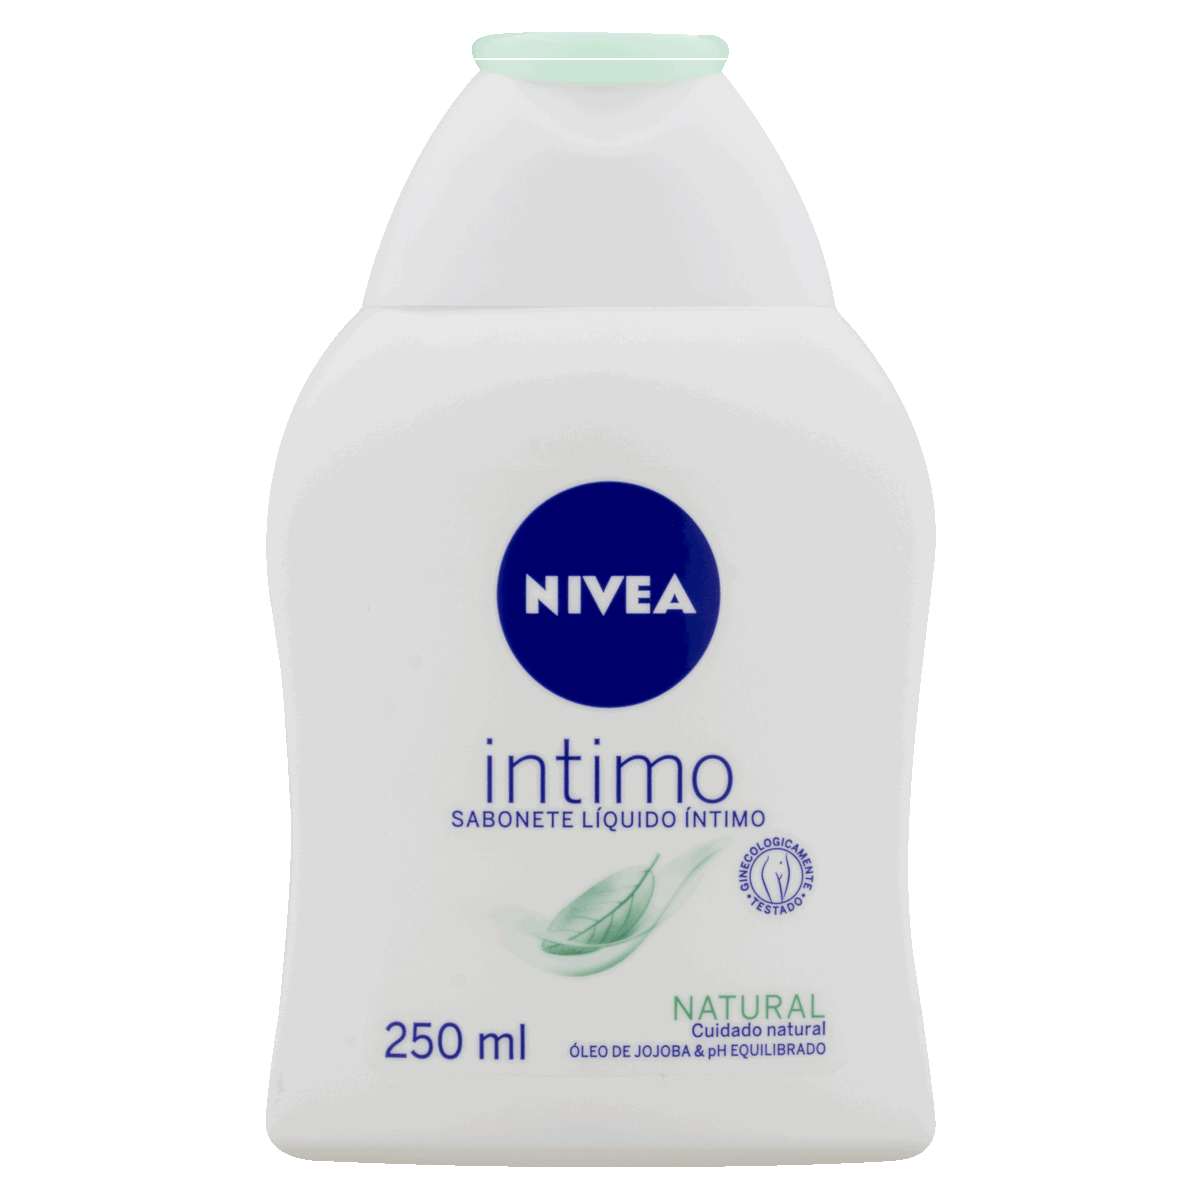 NIVEA
intimo
SABONETE LÍQUIDO ÍNTIMO
GINECOLOGICAMENTE
• TESTADO •
NATURAL
Cuidado natural
250 ml
ÓLEO DE JOJOBA & pH EQUILIBRADO